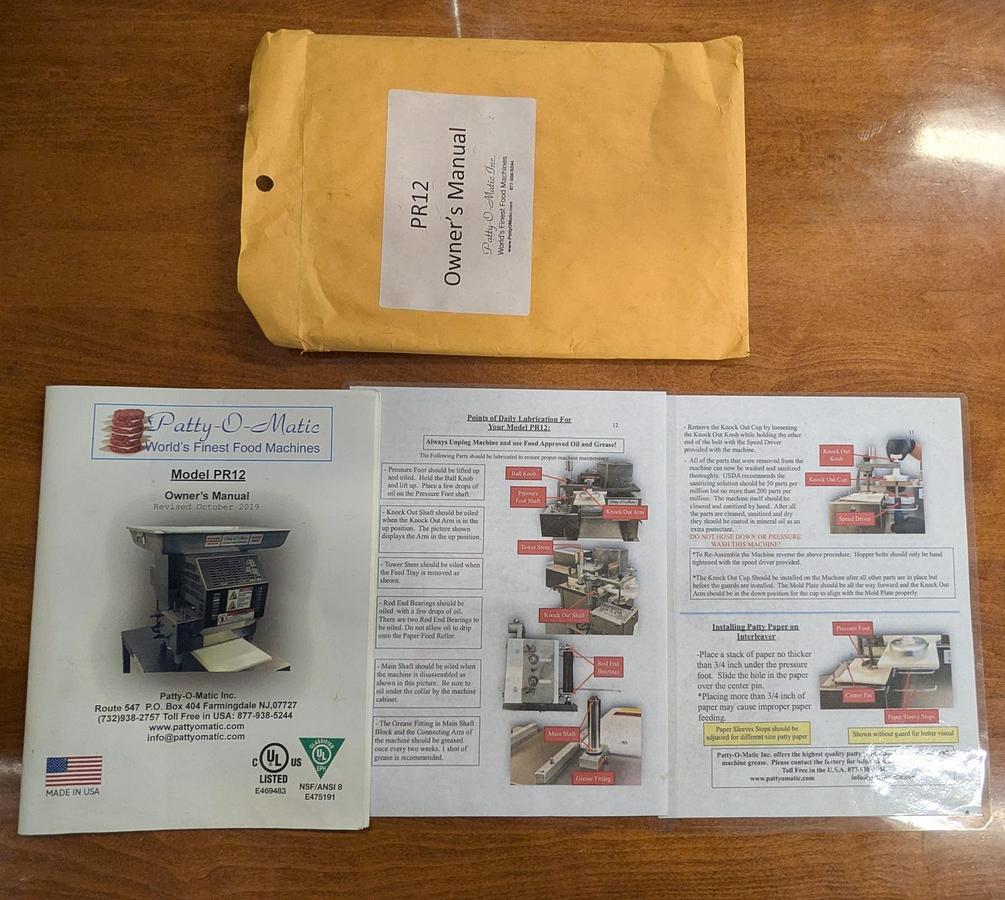 PR12
Owner's Manual
Patty-O-Matic Inc.
World's Finest Food Machines
www.PattyOMatic.com 877-938-5244
Patty-O-Matic
World's Finest Food Machines
Model PR12
Owner's Manual
Revised October 2019
Patty-O-Matic Inc.
Route 547 P.O. Box 404 Farmingdale NJ,07727
(732)938-2757 Toll Free in USA: 877-938-5244
www.pattyomatic.com
info@pattyomatic.com
MADE IN USA
C UL US
LISTED
E469483
CLASSIFIED
UL
EPH
NSF/ANSI 8
E475191
Points of Daily Lubrication For
Your Model PR12:
12
Always Unplug Machine and use Food Approved Oil and Grease!
The Following Parts should be lubricated to ensure proper machine maintenance
- Pressure Foot should be lifted up
and oiled. Hold the Ball Knob
and lift up. Place a few drops of
oil on the Pressure Foot shaft.
Ball Knob
Pressure
Foot Shaft
Knock Out Arm
- Knock Out Shaft should be oiled
when the Knock Out Arm is in the
up position. The picture shown
displays the Arm in the up position.
Tower Stem
- Tower Stem should be oiled when
the Feed Tray is removed as
shown.
Knock Out Shaft
- Rod End Bearings should be
oiled with a few drops of oil.
There are two Rod End Bearings to
be oiled. Do not allow oil to drip
onto the Paper Feed Roller.
Rod End
Bearings
- Main Shaft should be oiled when
the machine is disassembled as
shown in this picture. Be sure to
oil under the collar by the machine
cabinet.
Main Shaft
- The Grease Fitting in Main Shaft
Block and the Connecting Arm of
the machine should be greased
once every two weeks. 1 shot of
grease is recommended.
Grease Fitting
11
- Remove the Knock Out Cup by loosening
the Knock Out Knob while holding the other
end of the bolt with the Speed Driver
provided with the machine.
- All of the parts that were removed from the
machine can now be washed and sanitized
thoroughly. USDA recommends the
sanitizing solution should be 50 parts per
million but no more than 200 parts per
million. The machine itself should be
cleaned and sanitized by hand. After all
the parts are cleaned, sanitized and dry
they should be coated in mineral oil as an
extra protectant.
DO NOT HOSE DOWN OR PRESSURE
WASH THIS MACHINE!
Knock Out
Knob
Knock Out Cup
Speed Driver
*To Re-Assemble the Machine reverse the above procedure. Hopper bolts should only be hand
tightened with the speed driver provided.
*The Knock Out Cup Should be installed on the Machine after all other parts are in place but
before the guards are installed. The Mold Plate should be all the way forward and the Knock Out
Arm should be in the down position for the cup to align with the Mold Plate properly.
Installing Patty Paper on
Interleaver
-Place a stack of paper no thicker
than 3/4 inch under the pressure
foot. Slide the hole in the paper
over the center pin.
*Placing more than 3/4 inch of
paper may cause improper paper
feeding.
Pressure Foot
Center Pin
Paper Sleeve Stops
Paper Sleeves Stops should be
adjusted for different size patty paper
Shown without guard for better visual
Patty-O-Matic Inc. offers the highest quality patty
machine grease. Please contact the factory for
Toll Free in the U.S.A. 877-938-
www.pattyomatic.com